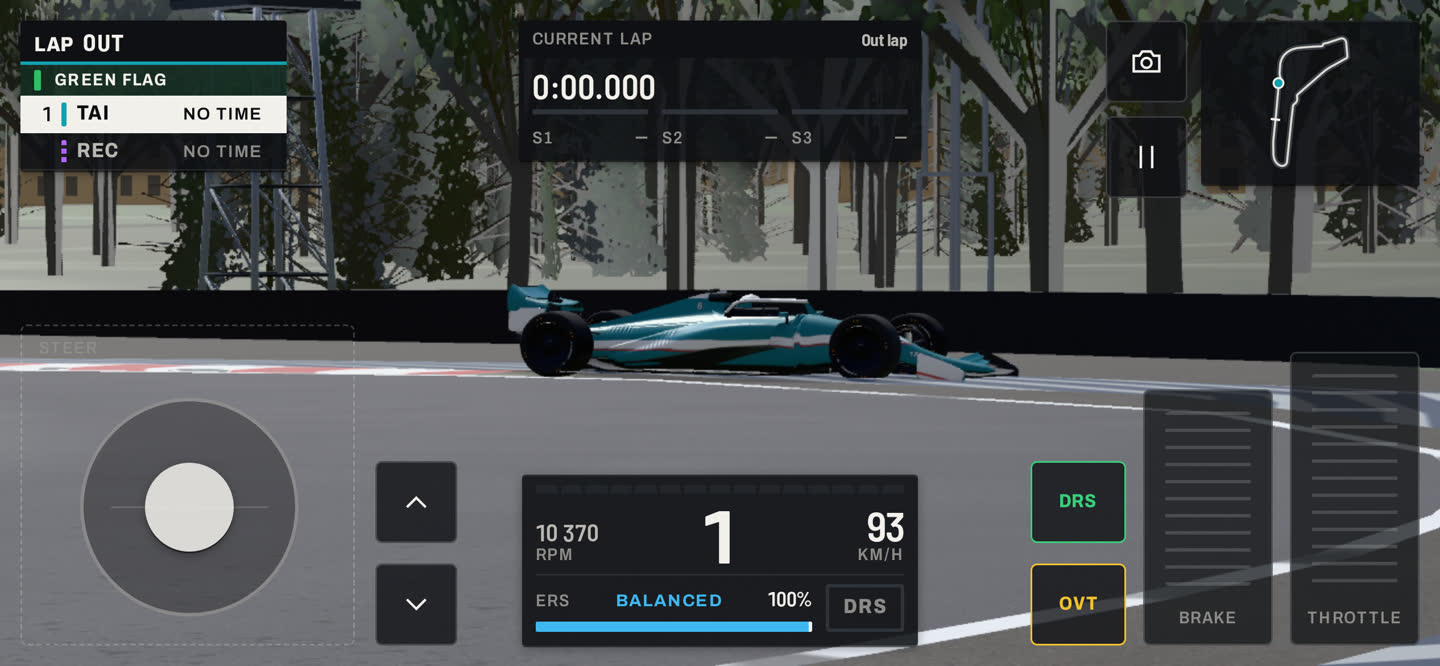 LAP OUT
GREEN FLAG
1 TAI NO TIME
REC NO TIME
CURRENT LAP Out lap
0:00.000
S1 – S2 – S3 –
STEER
10 370 RPM
1
93 KM/H
ERS BALANCED 100% DRS
DRS
OVT
BRAKE
THROTTLE